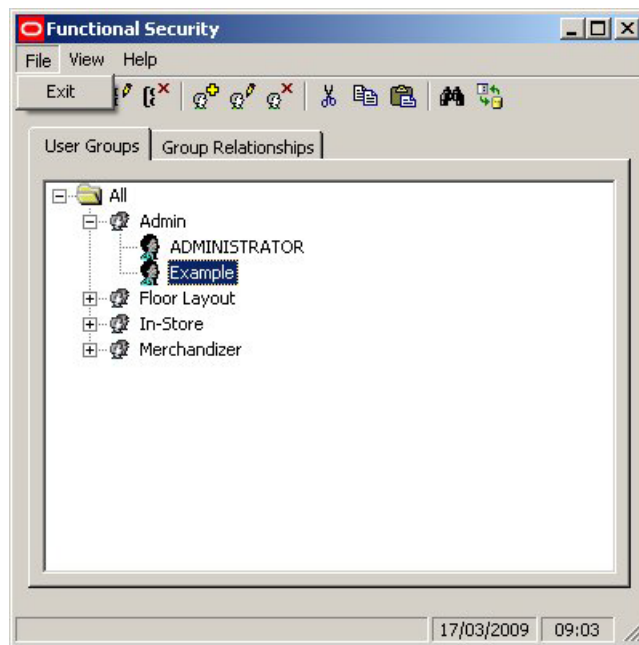 Functional Security
File View Help
Exit
User Groups Group Relationships
All
Admin
ADMINISTRATOR
Example
Floor Layout
In-Store
Merchandizer
17/03/2009 09:03